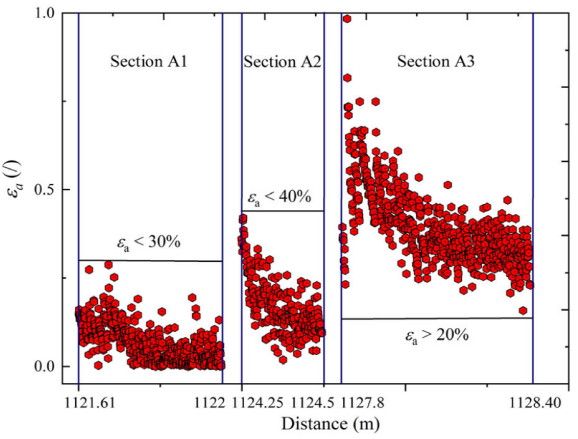 1.0
Section A1
Section A2
Section A3
εa (/)
0.5
εa < 40%
εa < 30%
εa > 20%
0.0
1121.61
1122
1124.25
1124.5
1127.8
1128.40
Distance (m)